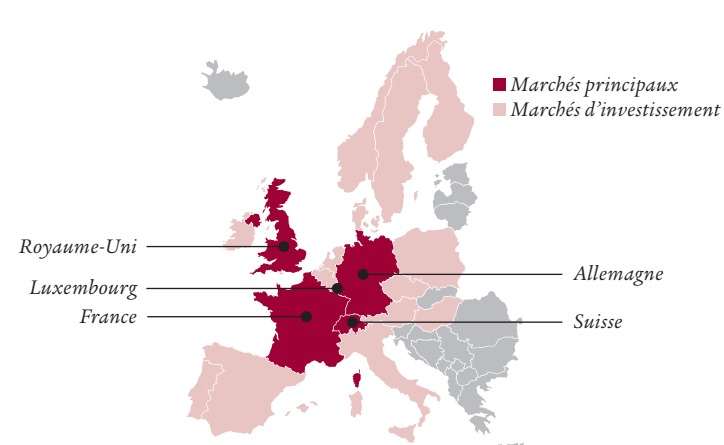 Marchés principaux
Marchés d'investissement
Royaume-Uni
Luxembourg
France
Allemagne
Suisse